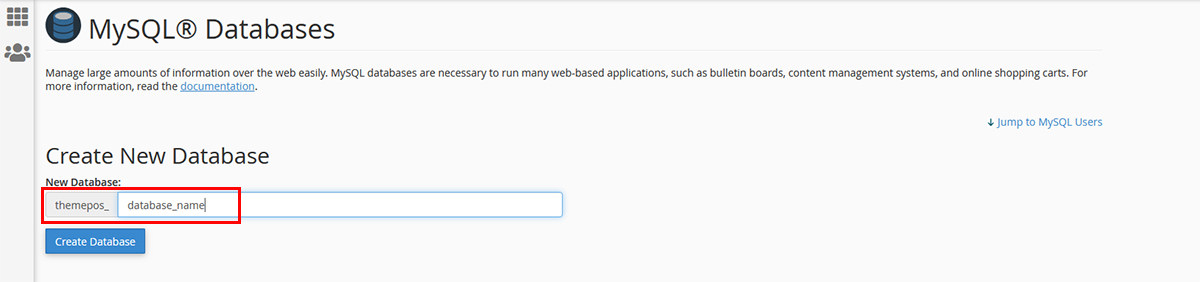 MySQL® Databases
Manage large amounts of information over the web easily. MySQL databases are necessary to run many web-based applications, such as bulletin boards, content management systems, and online shopping carts. For
more information, read the documentation.
Jump to MySQL Users
Create New Database
New Database:
themepos_ database_name
Create Database